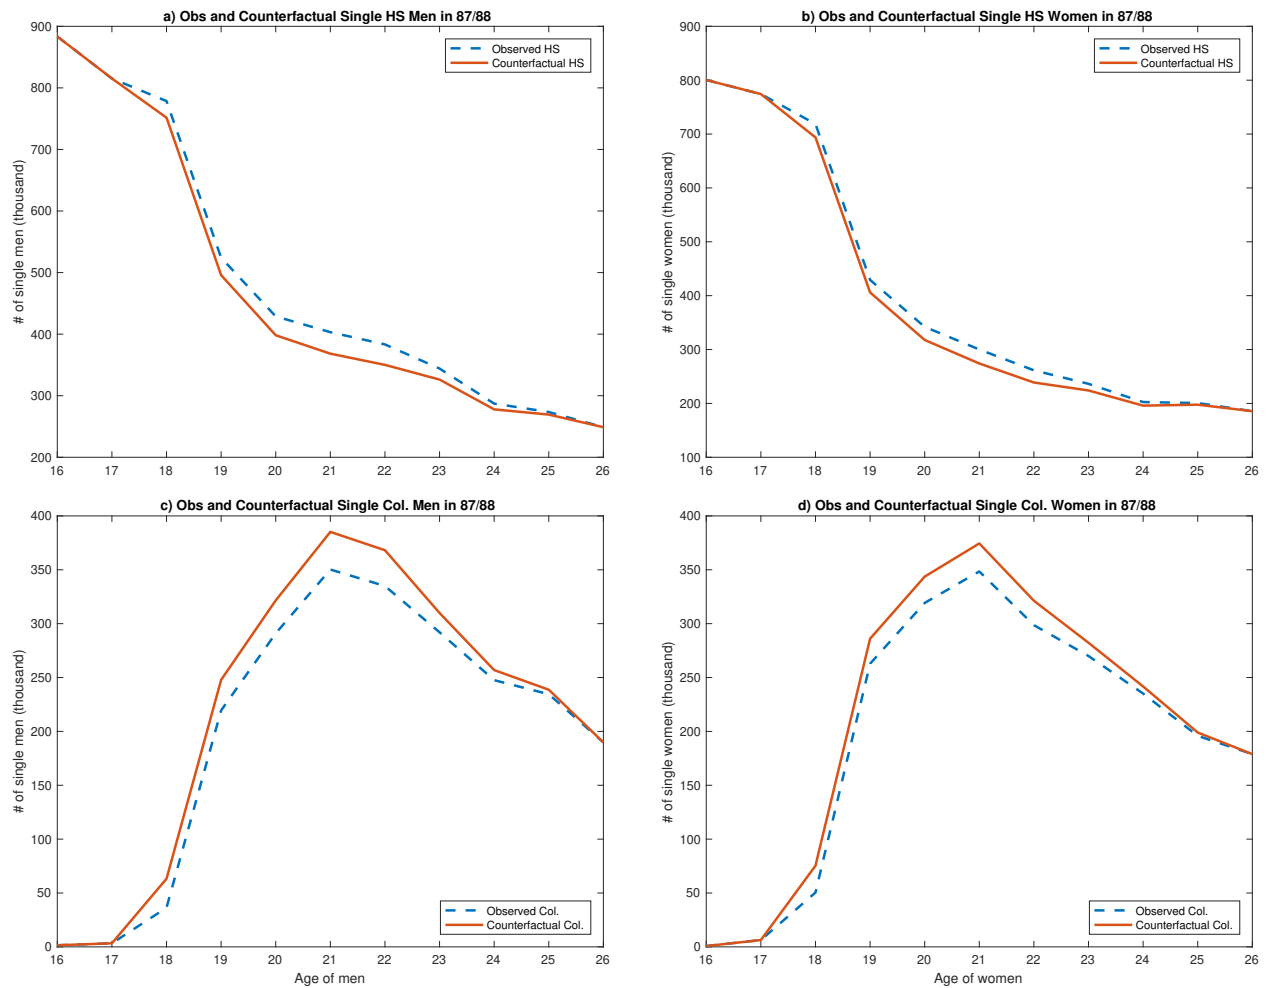 a) Obs and Counterfactual Single HS Men in 87/88
900
800
700
600
500
400
300
200
# of single men (thousand)
Observed HS
Counterfactual HS
16 17 18 19 20 21 22 23 24 25 26
b) Obs and Counterfactual Single HS Women in 87/88
900
800
700
600
500
400
300
200
100
# of single women (thousand)
Observed HS
Counterfactual HS
16 17 18 19 20 21 22 23 24 25 26
c) Obs and Counterfactual Single Col. Men in 87/88
400
350
300
250
200
150
100
50
0
# of single men (thousand)
Observed Col.
Counterfactual Col.
16 17 18 19 20 21 22 23 24 25 26
Age of men
d) Obs and Counterfactual Single Col. Women in 87/88
400
350
300
250
200
150
100
50
0
# of single women (thousand)
Observed Col.
Counterfactual Col.
16 17 18 19 20 21 22 23 24 25 26
Age of women